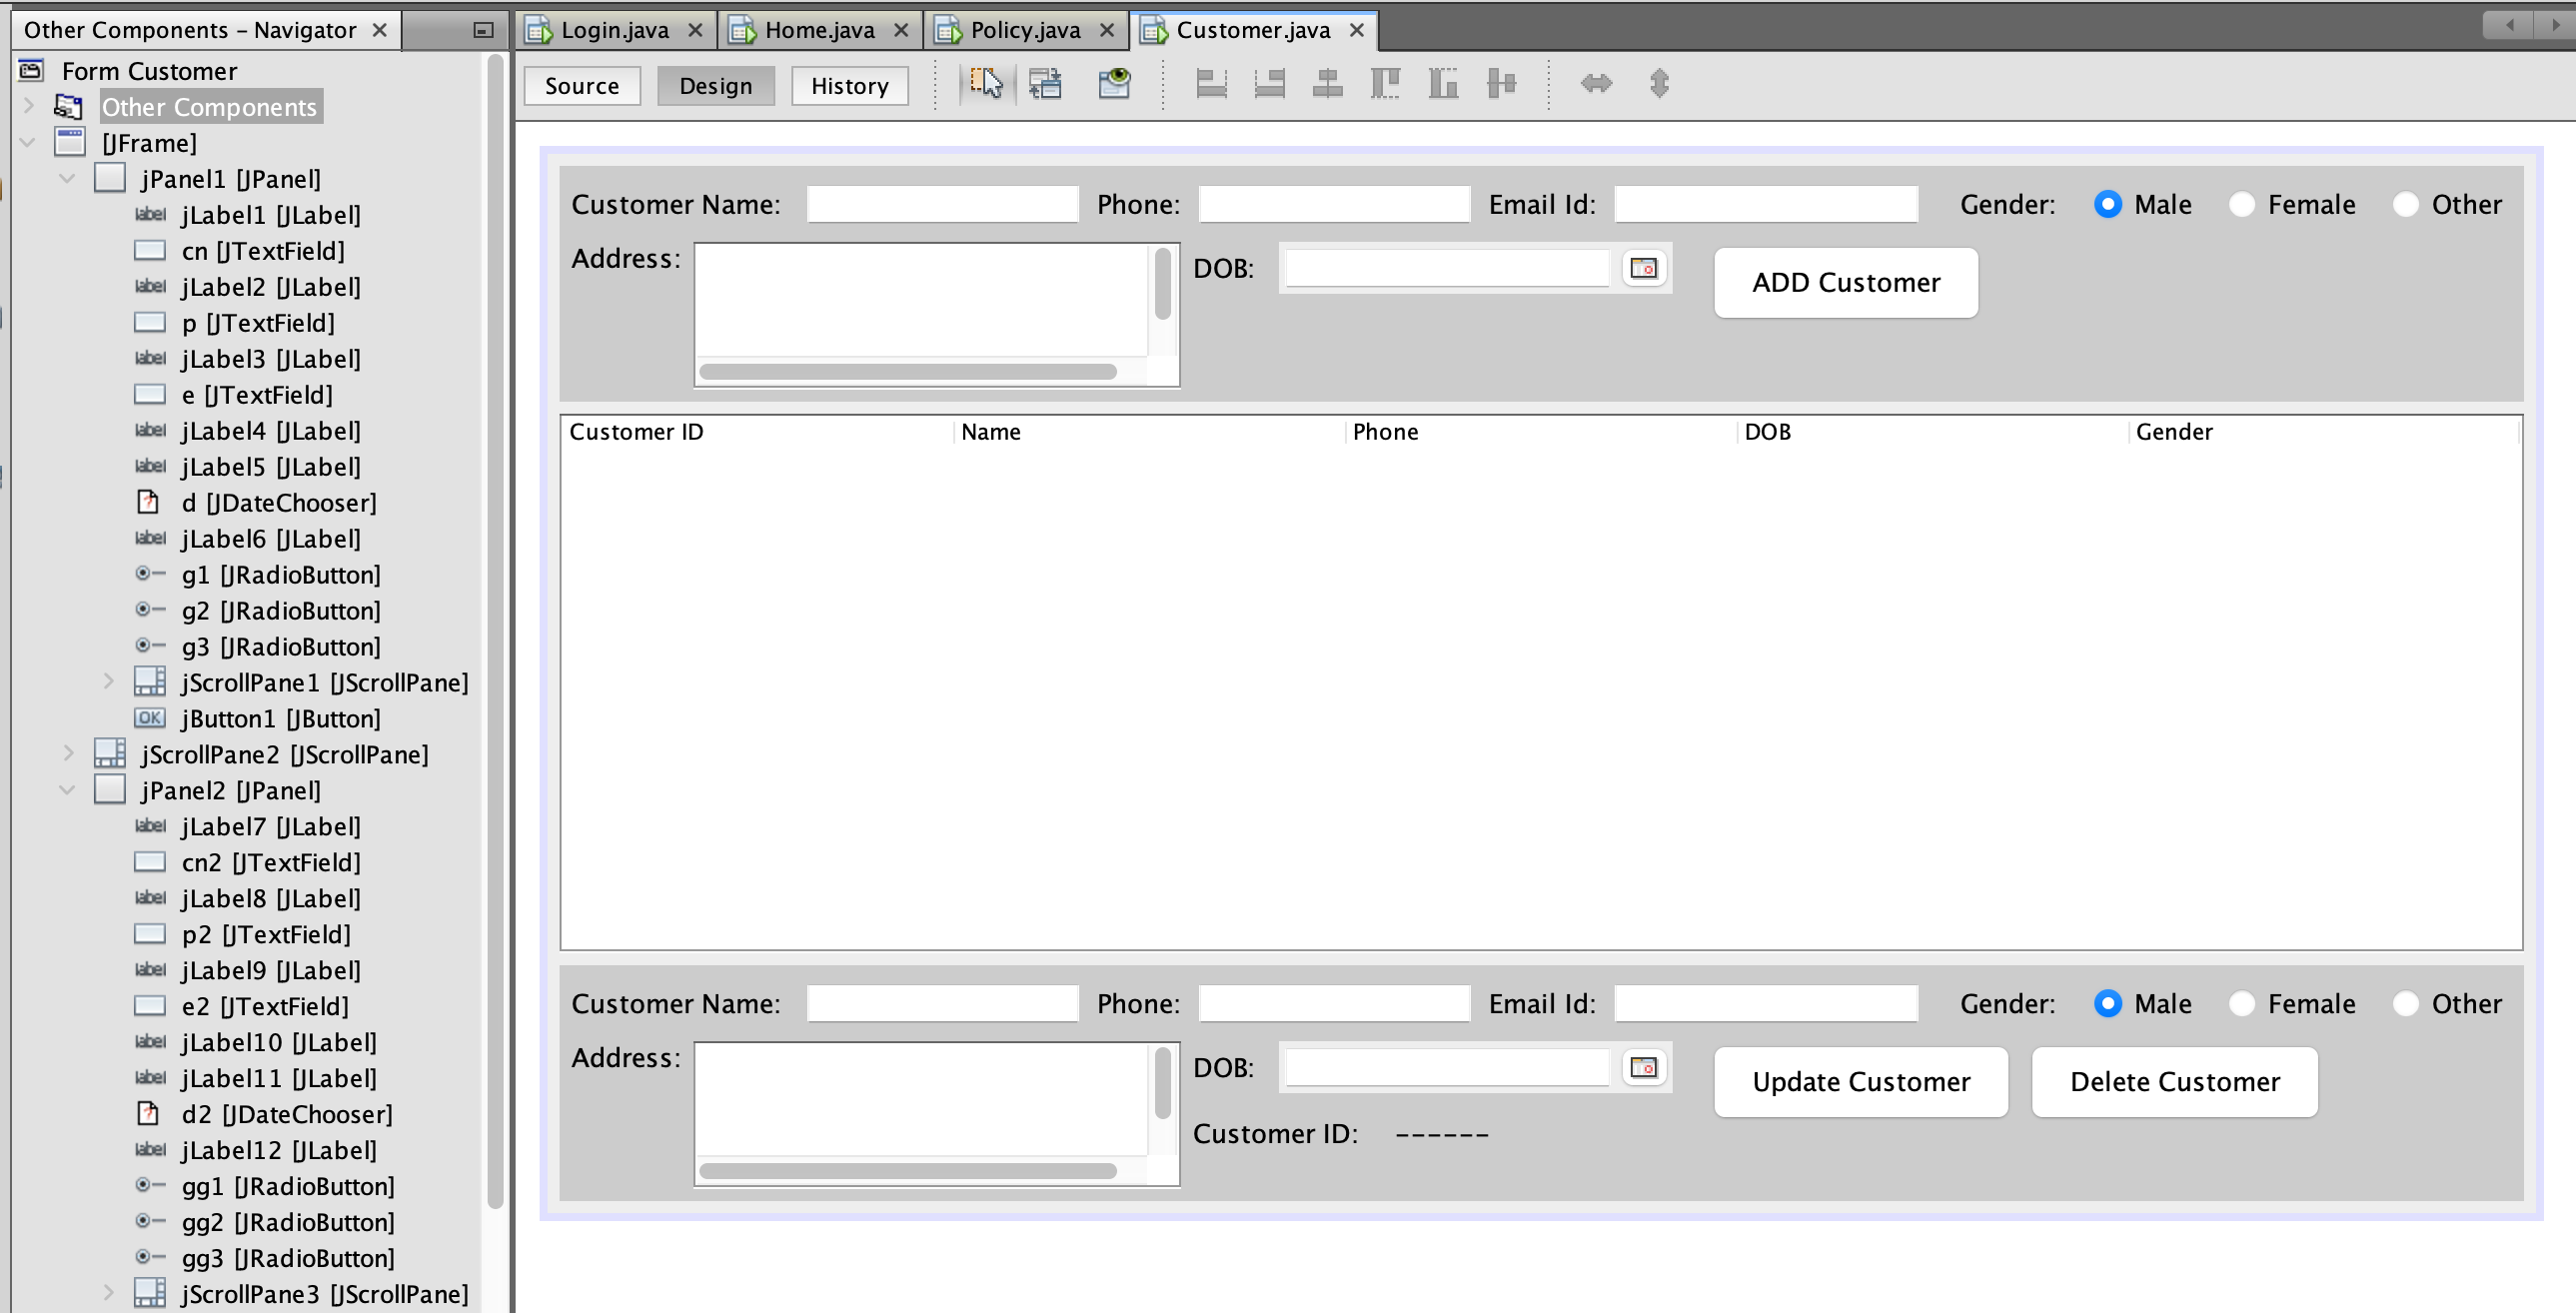 Other Components - Navigator
Login.java
Home.java
Policy.java
Customer.java
Source
Design
History
Form Customer
Other Components
[JFrame]
jPanel1 [JPanel]
label jLabel1 [JLabel]
cn [JTextField]
label jLabel2 [JLabel]
p [JTextField]
label jLabel3 [JLabel]
e [JTextField]
label jLabel4 [JLabel]
label jLabel5 [JLabel]
d [JDateChooser]
label jLabel6 [JLabel]
g1 [JRadioButton]
g2 [JRadioButton]
g3 [JRadioButton]
jScrollPane1 [JScrollPane]
OK jButton1 [JButton]
jScrollPane2 [JScrollPane]
jPanel2 [JPanel]
label jLabel7 [JLabel]
cn2 [JTextField]
label jLabel8 [JLabel]
p2 [JTextField]
label jLabel9 [JLabel]
e2 [JTextField]
label jLabel10 [JLabel]
label jLabel11 [JLabel]
d2 [JDateChooser]
label jLabel12 [JLabel]
gg1 [JRadioButton]
gg2 [JRadioButton]
gg3 [JRadioButton]
jScrollPane3 [JScrollPane]
Customer Name: Phone: Email Id: Gender: Male Female Other
Address: DOB: ADD Customer
Customer ID Name Phone DOB Gender
Customer Name: Phone: Email Id: Gender: Male Female Other
Address: DOB: Update Customer Delete Customer
Customer ID: ------